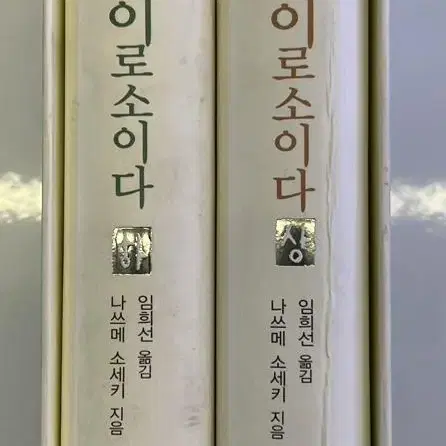 이로소이다
하
임희선 옮김
나쓰메 소세키 지음
이로소이다
상
임희선 옮김
나쓰메 소세키 지음